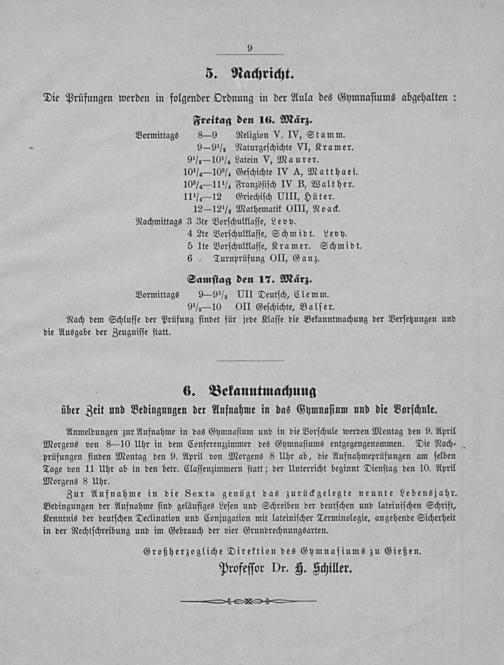 9
5. Nachricht.
Die Prüfungen werden in folgender Ordnung in der Aula des Gymnasiums abgehalten:
Freitag den 16. März.
Vormittags 8—9 Religion V. IV, Stamm.
9—9½ Naturgeschichte VI, Kramer.
9½—10¼ Latein V, Maurer.
10¼—10¾ Geschichte IV A, Matthaei.
10¾—11¼ Französisch IV B, Walther.
11¼—12 Griechisch UIII, Hüter.
12—12½ Mathematik OIII, Noack.
Nachmittags 3 3te Vorschulklasse, Levy.
4 2te Vorschulklasse, Schmidt. Levy.
5 1te Vorschulklasse, Kramer. Schmidt.
6 Turnprüfung OII, Ganz.
Samstag den 17. März.
Vormittags 9—9½ UII Deutsch, Clemm.
9½—10 OII Geschichte, Balser.
Nach dem Schlusse der Prüfung findet für jede Klasse die Bekanntmachung der Versetzungen und
die Ausgabe der Zeugnisse statt.
6. Bekanntmachung
über Zeit und Bedingungen der Aufnahme in das Gymnasium und die Vorschule.
Anmeldungen zur Aufnahme in das Gymnasium und in die Vorschule werden Montag den 9. April
Morgens von 8—10 Uhr in dem Conferenzzimmer des Gymnasiums entgegengenommen. Die Nach-
prüfungen finden Montag den 9. April von Morgens 8 Uhr ab, die Aufnahmeprüfungen am selben
Tage von 11 Uhr ab in den betr. Classenzimmern statt; der Unterricht beginnt Dienstag den 10. April
Morgens 8 Uhr.
Zur Aufnahme in die Sexta genügt das zurückgelegte neunte Lebensjahr.
Bedingungen der Aufnahme sind geläufiges Lesen und Schreiben der deutschen und lateinischen Schrift,
Kenntnis der deutschen Declination und Conjugation mit lateinischer Terminologie, angehende Sicherheit
in der Rechtschreibung und im Gebrauch der vier Grundrechnungsarten.
Großherzogliche Direktion des Gymnasiums zu Gießen.
Professor Dr. H. Schiller.